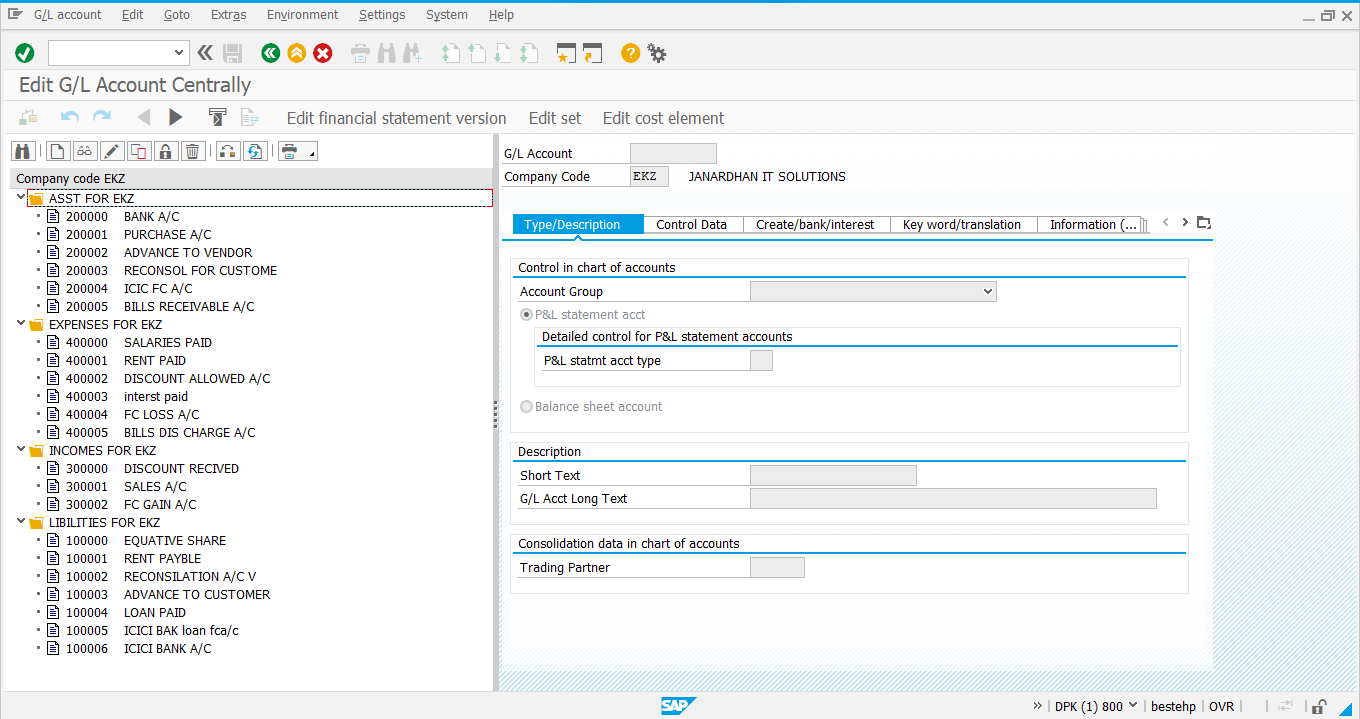 G/L account Edit Goto Extras Environment Settings System Help
Edit G/L Account Centrally
Edit financial statement version Edit set Edit cost element
Company code EKZ
ASST FOR EKZ
200000 BANK A/C
200001 PURCHASE A/C
200002 ADVANCE TO VENDOR
200003 RECONSOL FOR CUSTOME
200004 ICIC FC A/C
200005 BILLS RECEIVABLE A/C
EXPENSES FOR EKZ
400000 SALARIES PAID
400001 RENT PAID
400002 DISCOUNT ALLOWED A/C
400003 interst paid
400004 FC LOSS A/C
400005 BILLS DIS CHARGE A/C
INCOMES FOR EKZ
300000 DISCOUNT RECIVED
300001 SALES A/C
300002 FC GAIN A/C
LIBILITIES FOR EKZ
100000 EQUATIVE SHARE
100001 RENT PAYBLE
100002 RECONSILATION A/C V
100003 ADVANCE TO CUSTOMER
100004 LOAN PAID
100005 ICICI BAK loan fca/c
100006 ICICI BANK A/C
G/L Account
Company Code EKZ JANARDHAN IT SOLUTIONS
Type/Description Control Data Create/bank/interest Key word/translation Information (...
Control in chart of accounts
Account Group
P&L statement acct
Detailed control for P&L statement accounts
P&L statmt acct type
Balance sheet account
Description
Short Text
G/L Acct Long Text
Consolidation data in chart of accounts
Trading Partner
SAP
DPK (1) 800 bestehp OVR